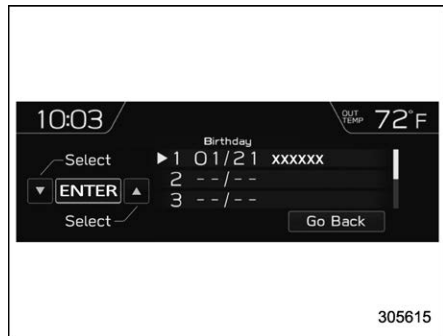 10:03
OUT TEMP 72°F
Birthday
Select
▶1 01/21 xxxxxx
2 --/--
▼ ENTER ▲
3 --/--
Select
Go Back
305615